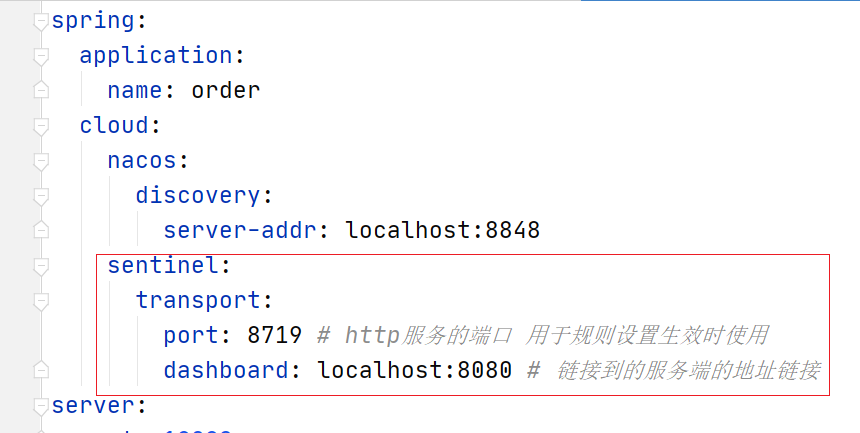 spring:
application:
name: order
cloud:
nacos:
discovery:
server-addr: localhost:8848
sentinel:
transport:
port: 8719 # http服务的端口 用于规则设置生效时使用
dashboard: localhost:8080 # 链接到的服务端的地址链接
server: